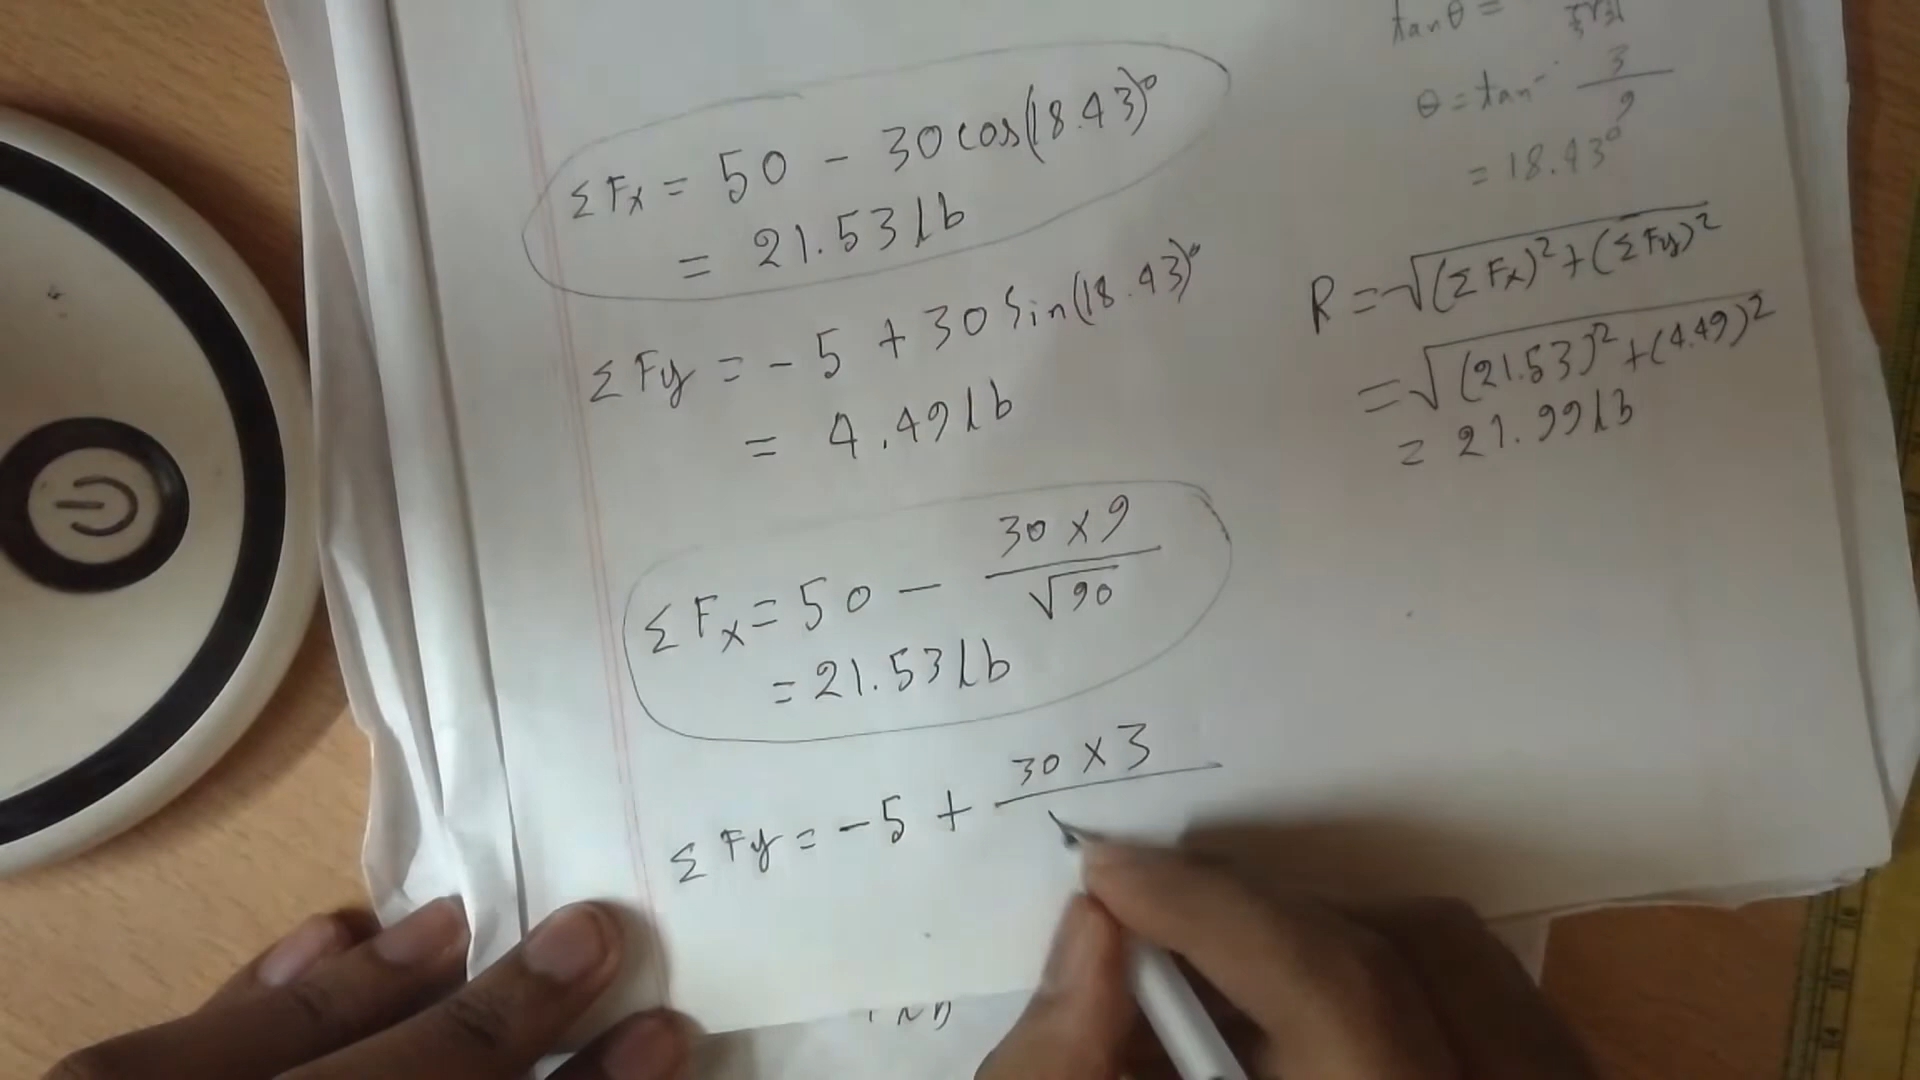 ΣFx = 50 - 30 cos(18.43)°
= 21.53 lb
ΣFy = -5 + 30 Sin(18.43)°
= 4.49 lb
ΣFx = 50 - 30 x 9 / √90
= 21.53 Lb
ΣFy = -5 + 30 x 3
tan θ =
θ = tan⁻ 3 / 9
= 18.43°
R = √(ΣFx)² + (ΣFy)²
= √(21.53)² + (4.49)²
= 21.99 lb